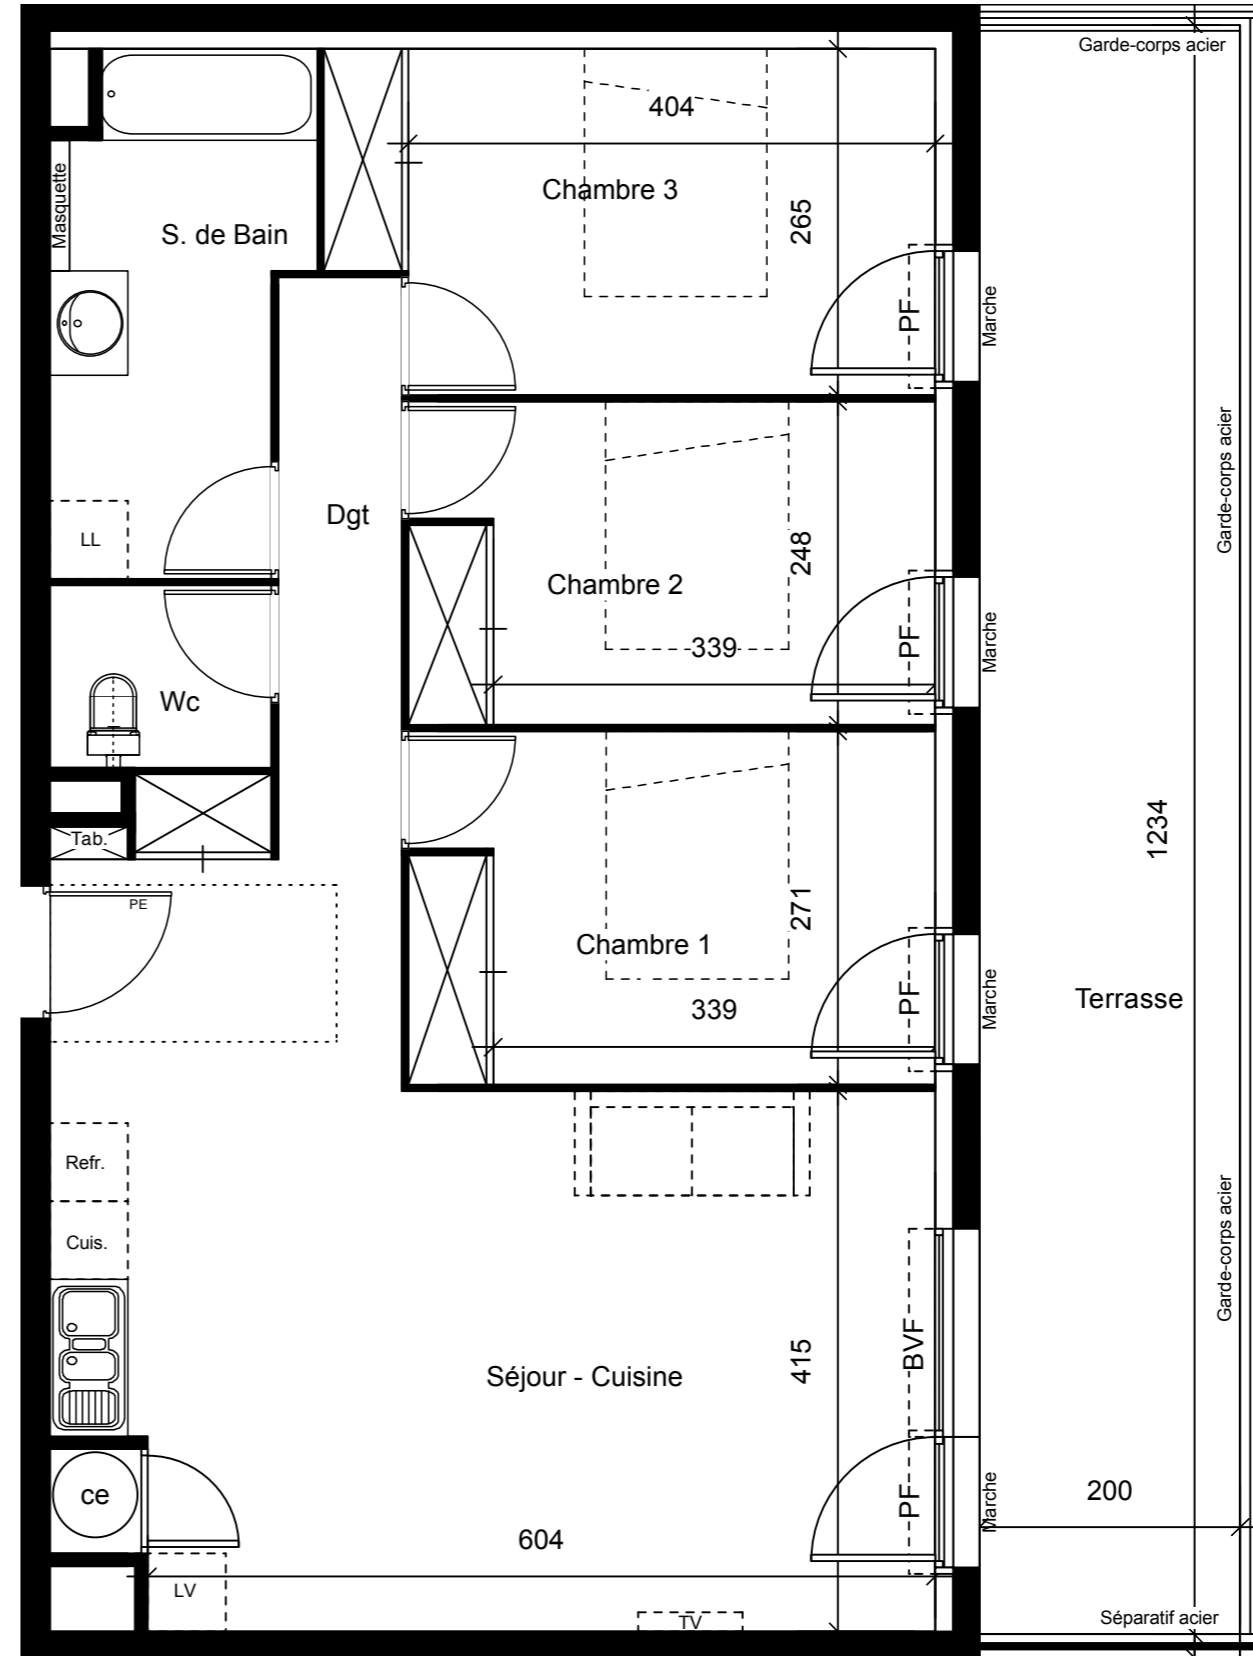 Garde-corps acier
404
Masquette
Chambre 3
S. de Bain
265
PF
Marche
Garde-corps acier
Dgt
LL
248
Chambre 2
PF
Marche
339
Wc
Tab.
1234
PE
271
Chambre 1
PF
Marche
Terrasse
339
Refr.
Cuis.
Garde-corps acier
415
BVF
Séjour - Cuisine
ce
PF
Marche
200
604
LV
TV
Séparatif acier